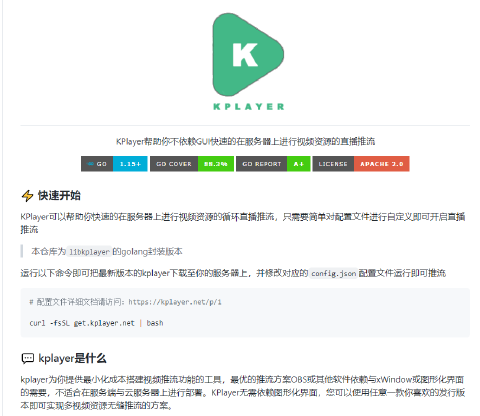 K
KPLAYER
KPlayer帮助你不依赖GUI快速的在服务器上进行视频资源的直播推流
GO 1.15+ GO COVER 88.3% GO REPORT A+ LICENSE APACHE 2.0
快速开始
KPlayer可以帮助你快速的在服务器上进行视频资源的循环直播推流，只需要简单对配置文件进行自定义即可开启直播
推流
本仓库为 libkplayer 的golang封装版本
运行以下命令即可把最新版本的kplayer下载至你的服务器上，并修改对应的 config.json 配置文件运行即可推流
# 配置文件详细文档请访问：https://kplayer.net/p/1
curl -fsSL get.kplayer.net | bash
kplayer是什么
kplayer为你提供最小化成本搭建视频推流功能的工具，最优的推流方案OBS或其他软件依赖与xWindow或图形化界面
的需要，不适合在服务端与云服务器上进行部署。KPlayer无需依赖图形化界面，您可以使用任意一款你喜欢的发行版
本即可实现多视频资源无缝推流的方案。